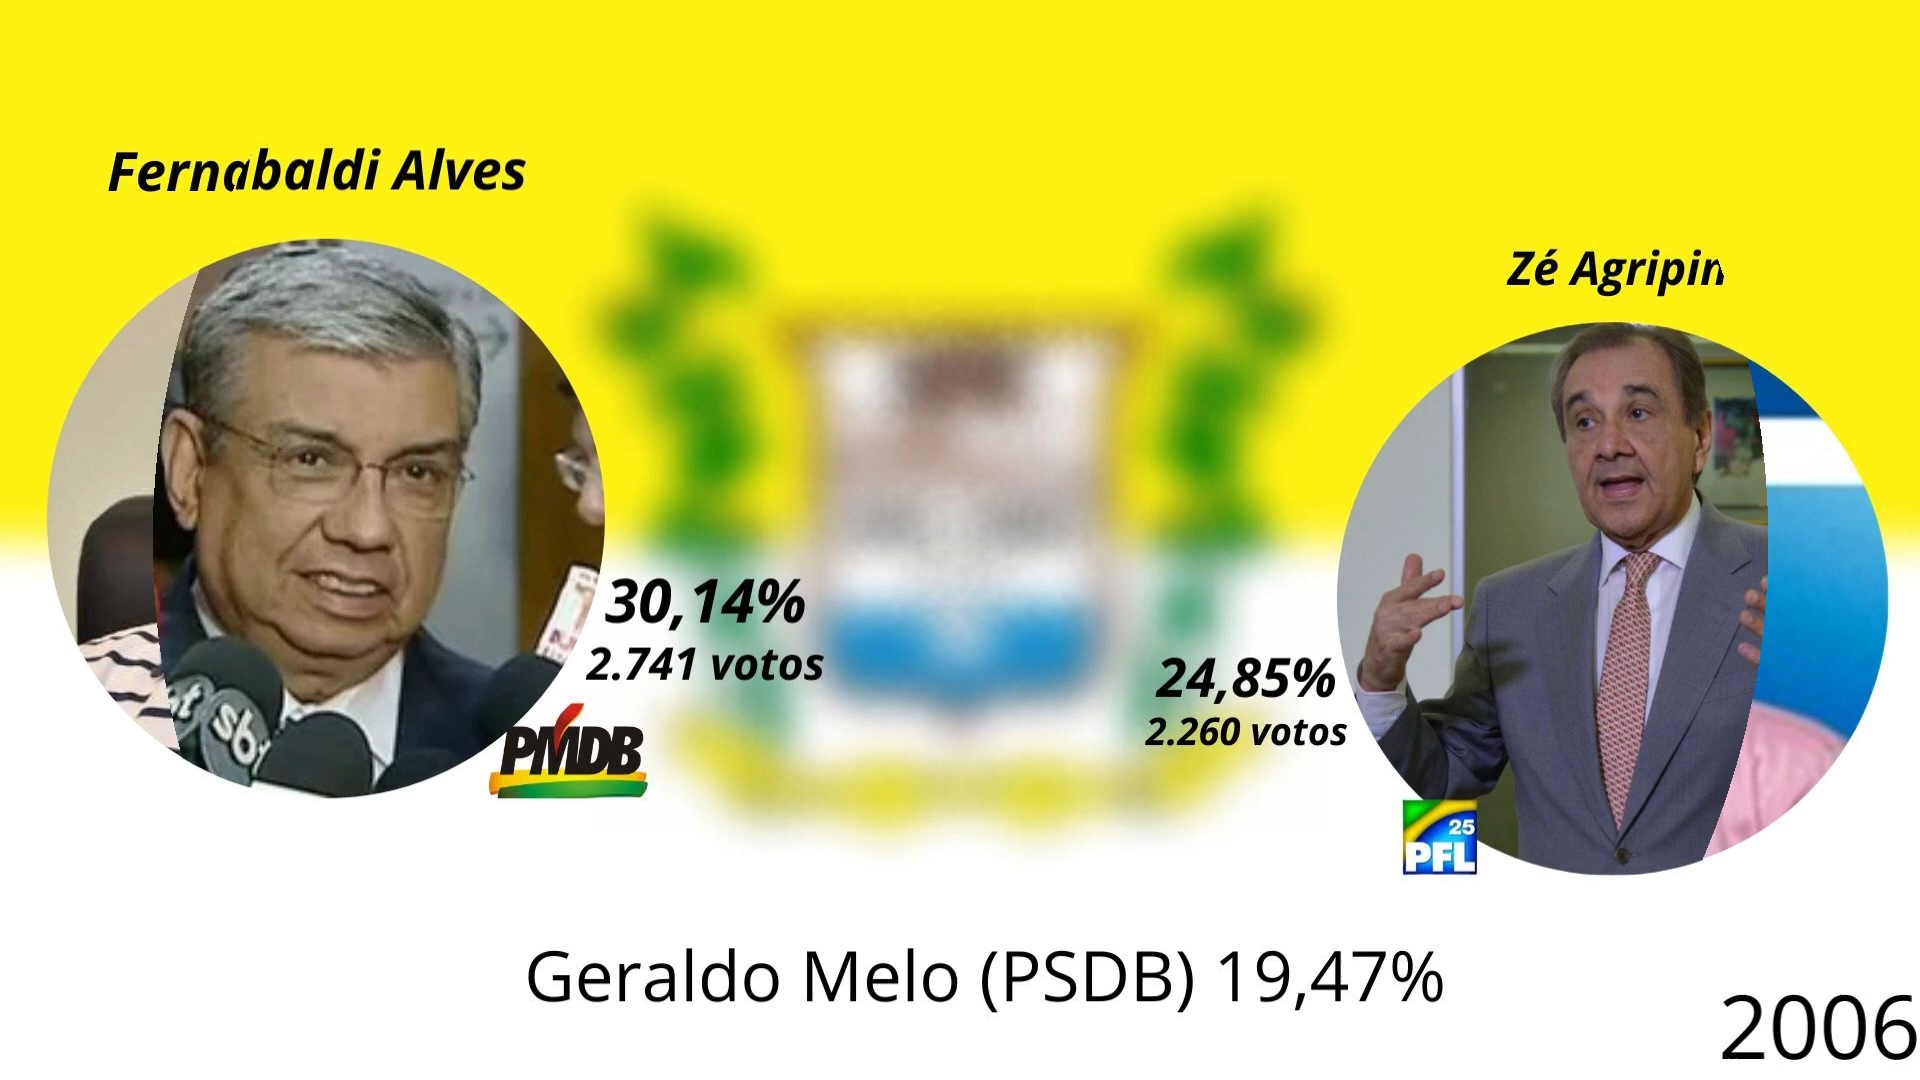 Fernabaldi Alves
Zé Agripin
30,14%
2.741 votos
24,85%
2.260 votos
PMDB
sbt
25
PFL
Geraldo Melo (PSDB) 19,47%
2006